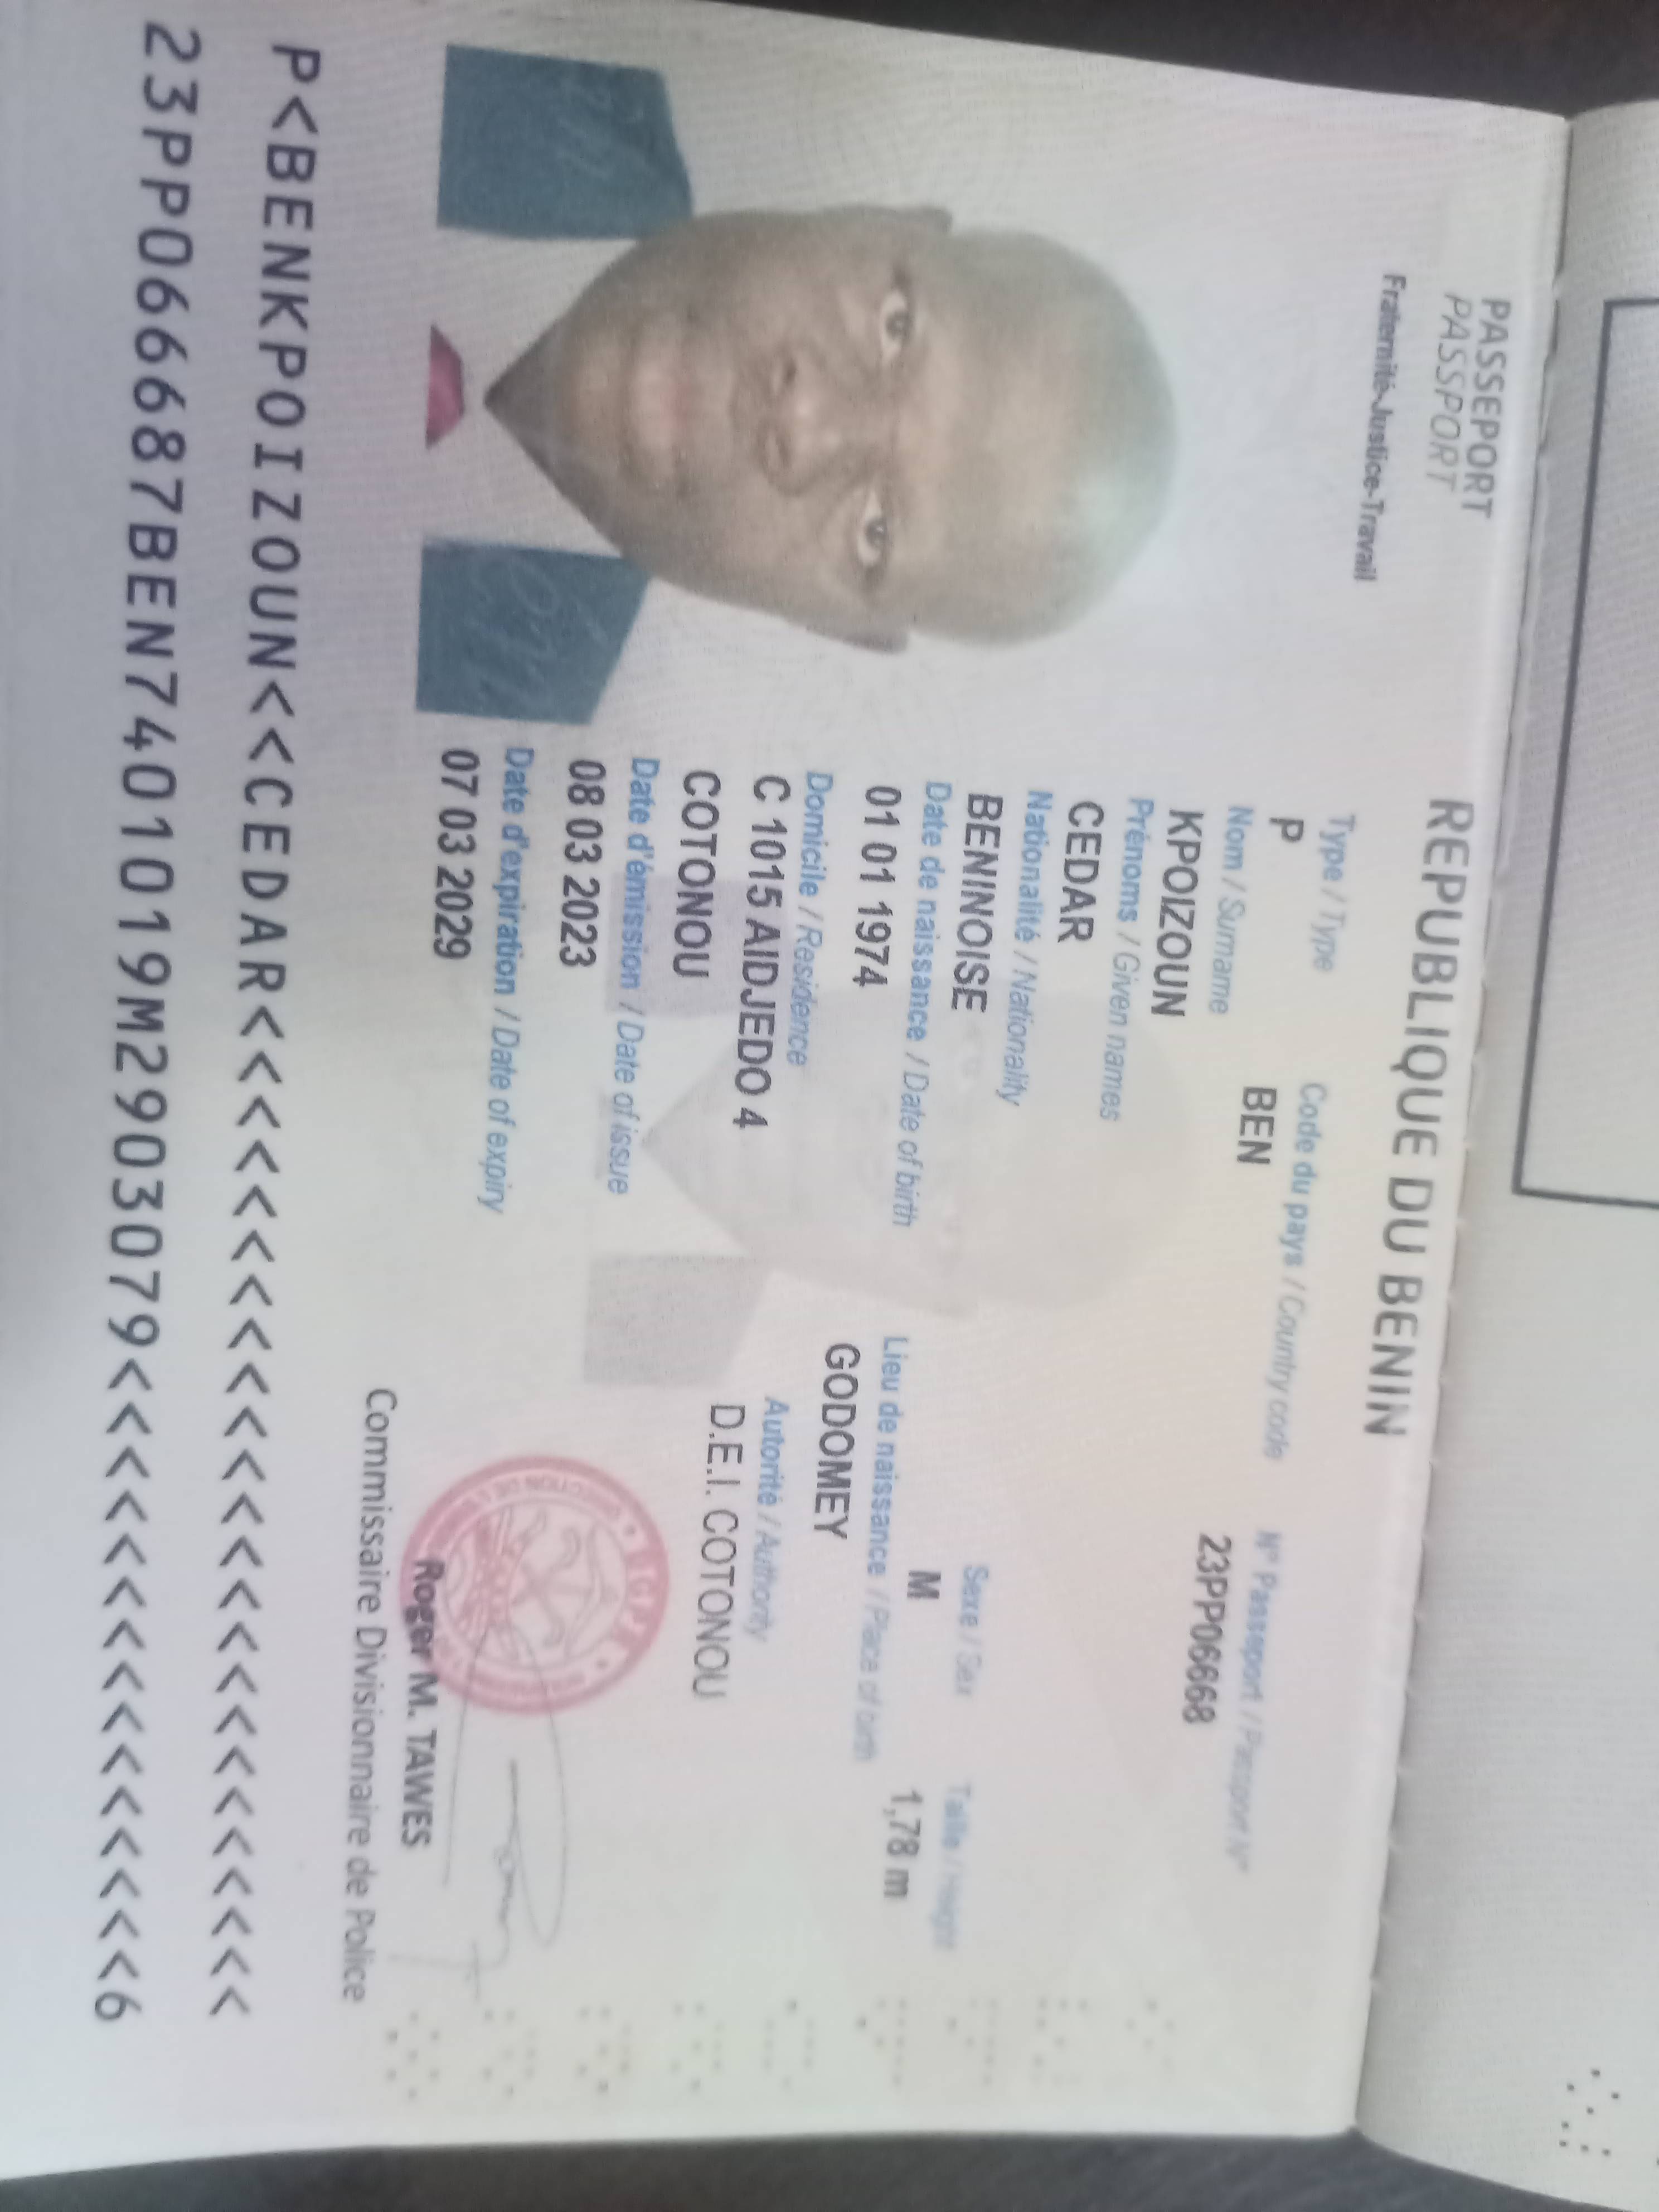 REPUBLIQUE DU BENIN
PASSEPORT
PASSPORT
Fraternité-Justice-Travail
Type / Type
Code du pays / Country code
N° Passeport / Passport N°
P
BEN
23PP06668
Nom / Surname
KPOIZOUN
Prénoms / Given names
CEDAR
Nationalité / Nationality
Sexe / Sex
Taille / Height
BENINOISE
M
1,78 m
Date de naissance / Date of birth
Lieu de naissance / Place of birth
01 01 1974
GODOMEY
Domicile / Residence
Autorité / Authority
C 1015 AIDJEDO 4
D.E.I. COTONOU
COTONOU
Date d'émission / Date of issue
08 03 2023
Date d'expiration / Date of expiry
07 03 2029
Roger M. TAWES
Commissaire Divisionnaire de Police
P<BENKPOIZOUN<<CEDAR<<<<<<<<<<<<<<<<<<<<<<<<
23PP066687BEN7401019M2903079<<<<<<<<<<<<<<<6